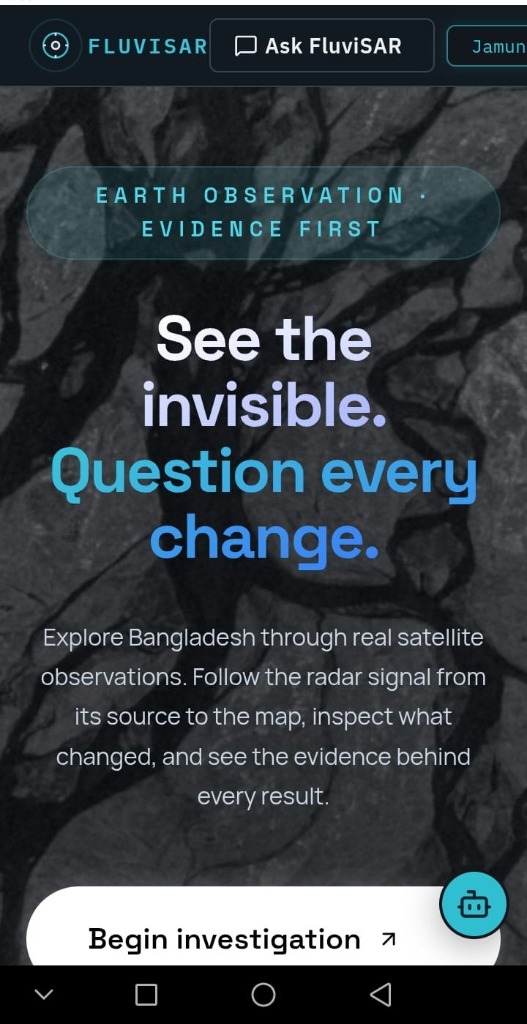 FLUVISAR
Ask FluviSAR
Jamun
EARTH OBSERVATION ·
EVIDENCE FIRST
See the
invisible.
Question every
change.
Explore Bangladesh through real satellite
observations. Follow the radar signal from
its source to the map, inspect what
changed, and see the evidence behind
every result.
Begin investigation ↗